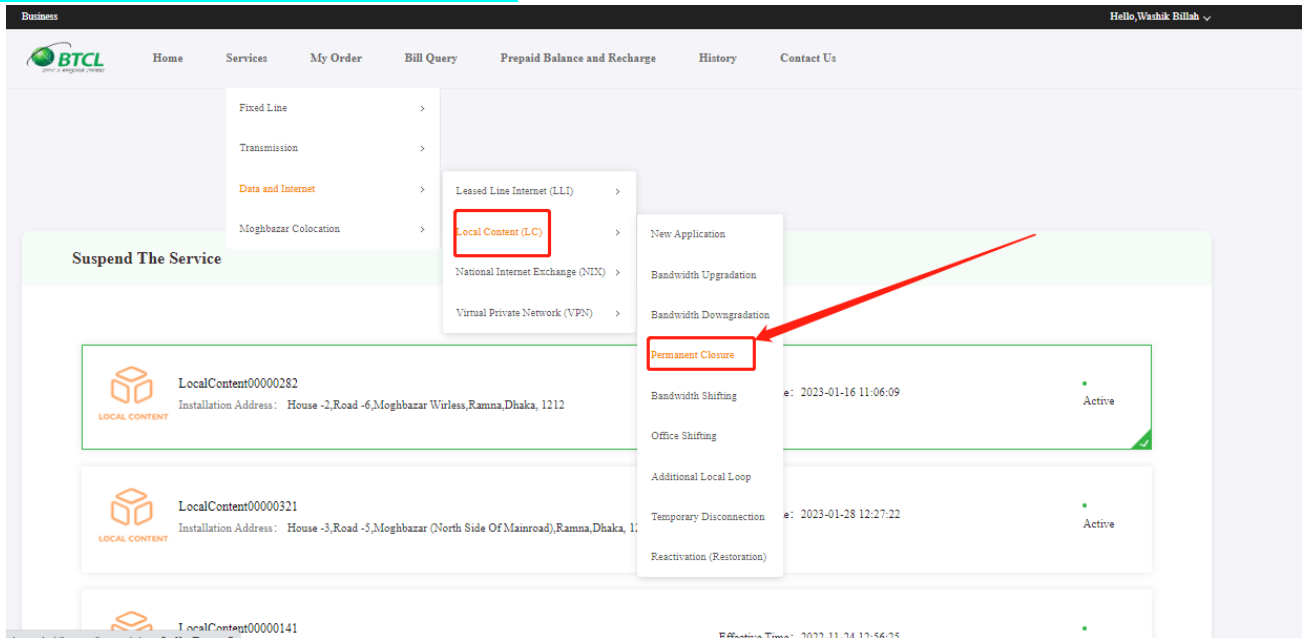 Business
Hello,Washik Billah
BTCL
Home
Services
My Order
Bill Query
Prepaid Balance and Recharge
History
Contact Us
Fixed Line
Transmission
Data and Internet
Moghbazar Colocation
Leased Line Internet (LLI)
Local Content (LC)
National Internet Exchange (NIX)
Virtual Private Network (VPN)
New Application
Bandwidth Upgradation
Bandwidth Downgradation
Permanent Closure
Bandwidth Shifting
Office Shifting
Additional Local Loop
Temporary Disconnection
Reactivation (Restoration)
Suspend The Service
LOCAL CONTENT
LocalContent00000282
Installation Address: House -2,Road -6,Moghbazar Wirless,Ramna,Dhaka, 1212
e: 2023-01-16 11:06:09
Active
LOCAL CONTENT
LocalContent00000321
Installation Address: House -3,Road -5,Moghbazar (North Side Of Mainroad),Ramna,Dhaka, 1
e: 2023-01-28 12:27:22
Active
LocalContent00000141
Effective Time: 2022-11-24 12:56:25